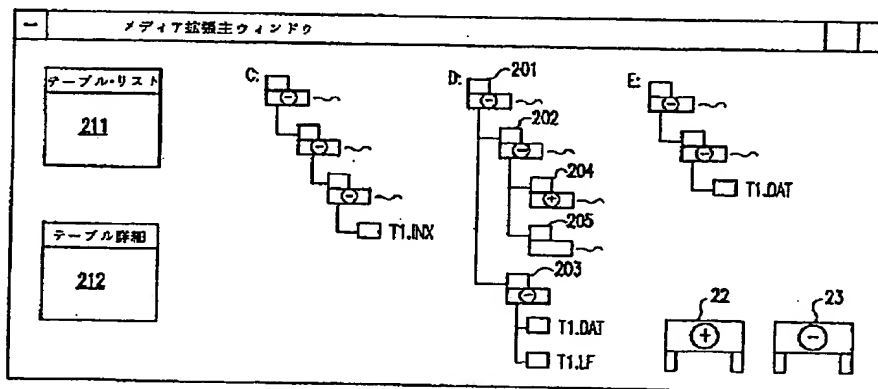 メディア拡張主ウィンドウ
テーブル・リスト
211
テーブル詳細
212
C:
T1.INX
D:
201
202
204
205
203
T1.DAT
T1.LF
E:
T1.DAT
22
23